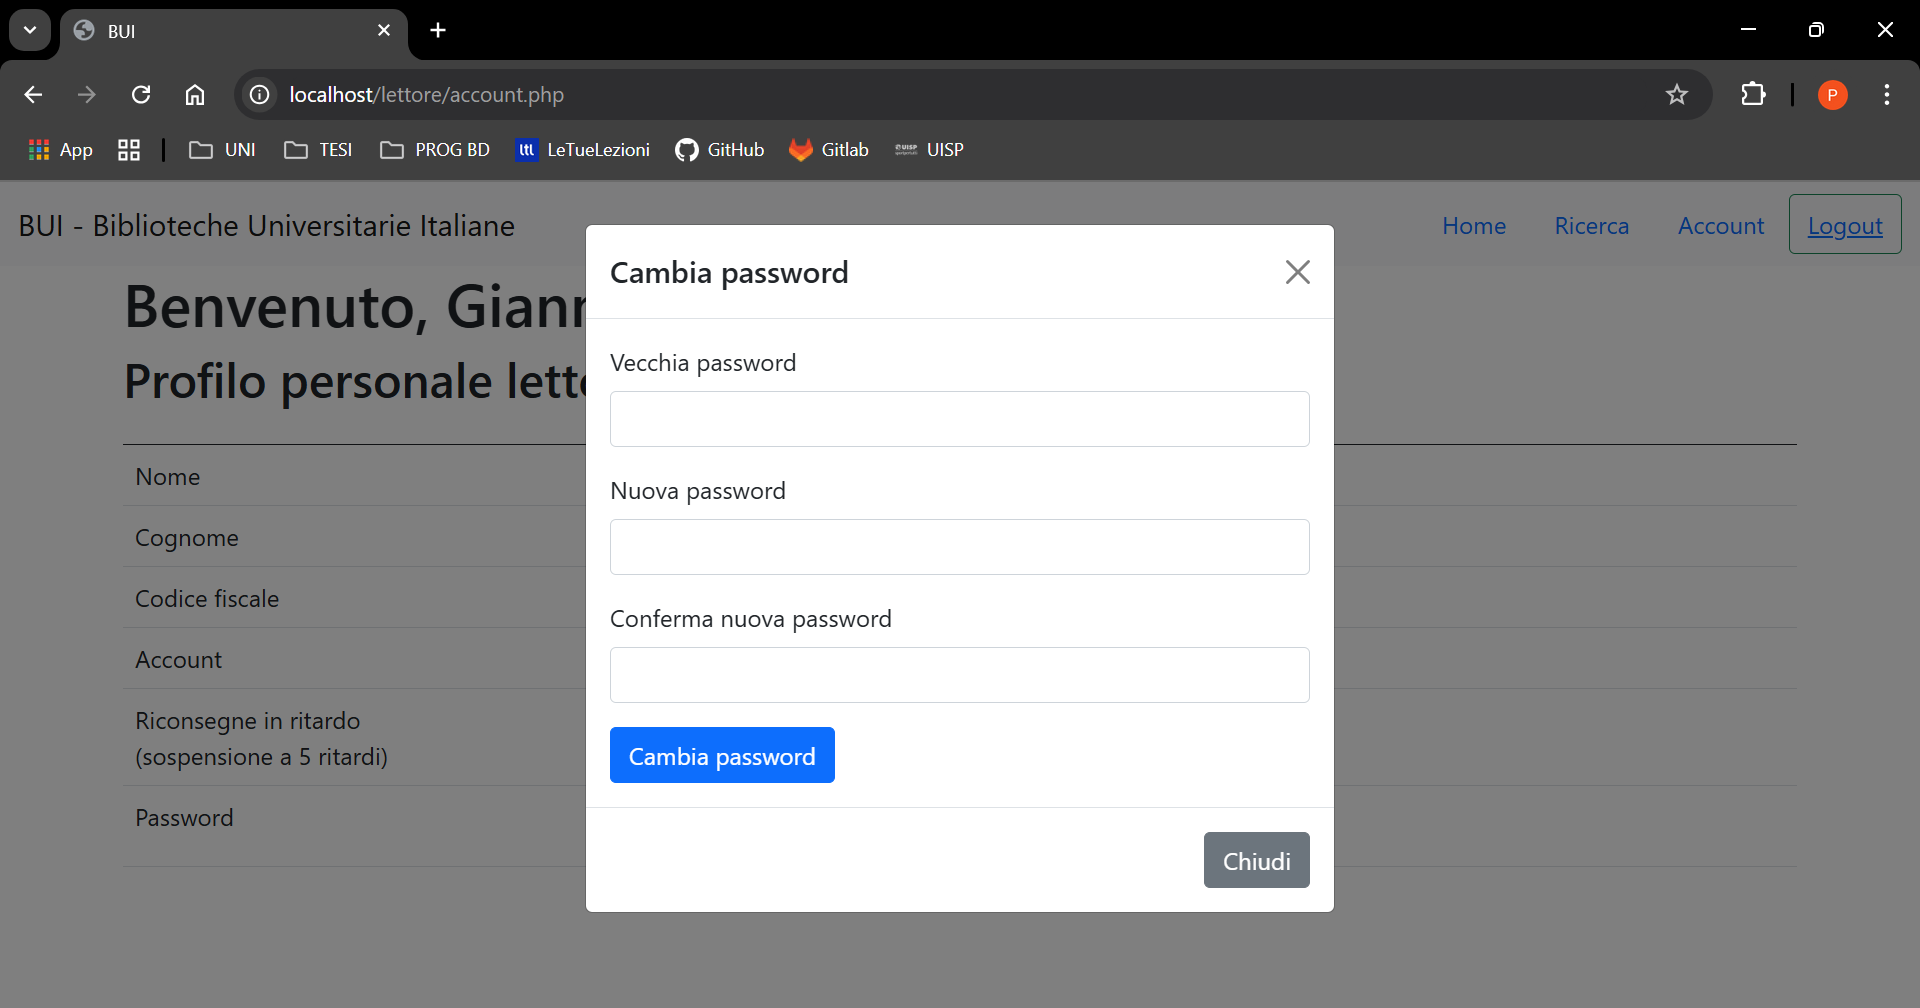 BUI
localhost/lettore/account.php
P
App UNI TESI PROG BD ltl LeTueLezioni GitHub Gitlab UISP
BUI - Biblioteche Universitarie Italiane
Home Ricerca Account Logout
Benvenuto,
Profilo personale
Nome
Cognome
Codice fiscale
Account
Riconsegne in ritardo
(sospensione a 5 ritardi)
Password
Cambia password
Vecchia password
Nuova password
Conferma nuova password
Cambia password
Chiudi